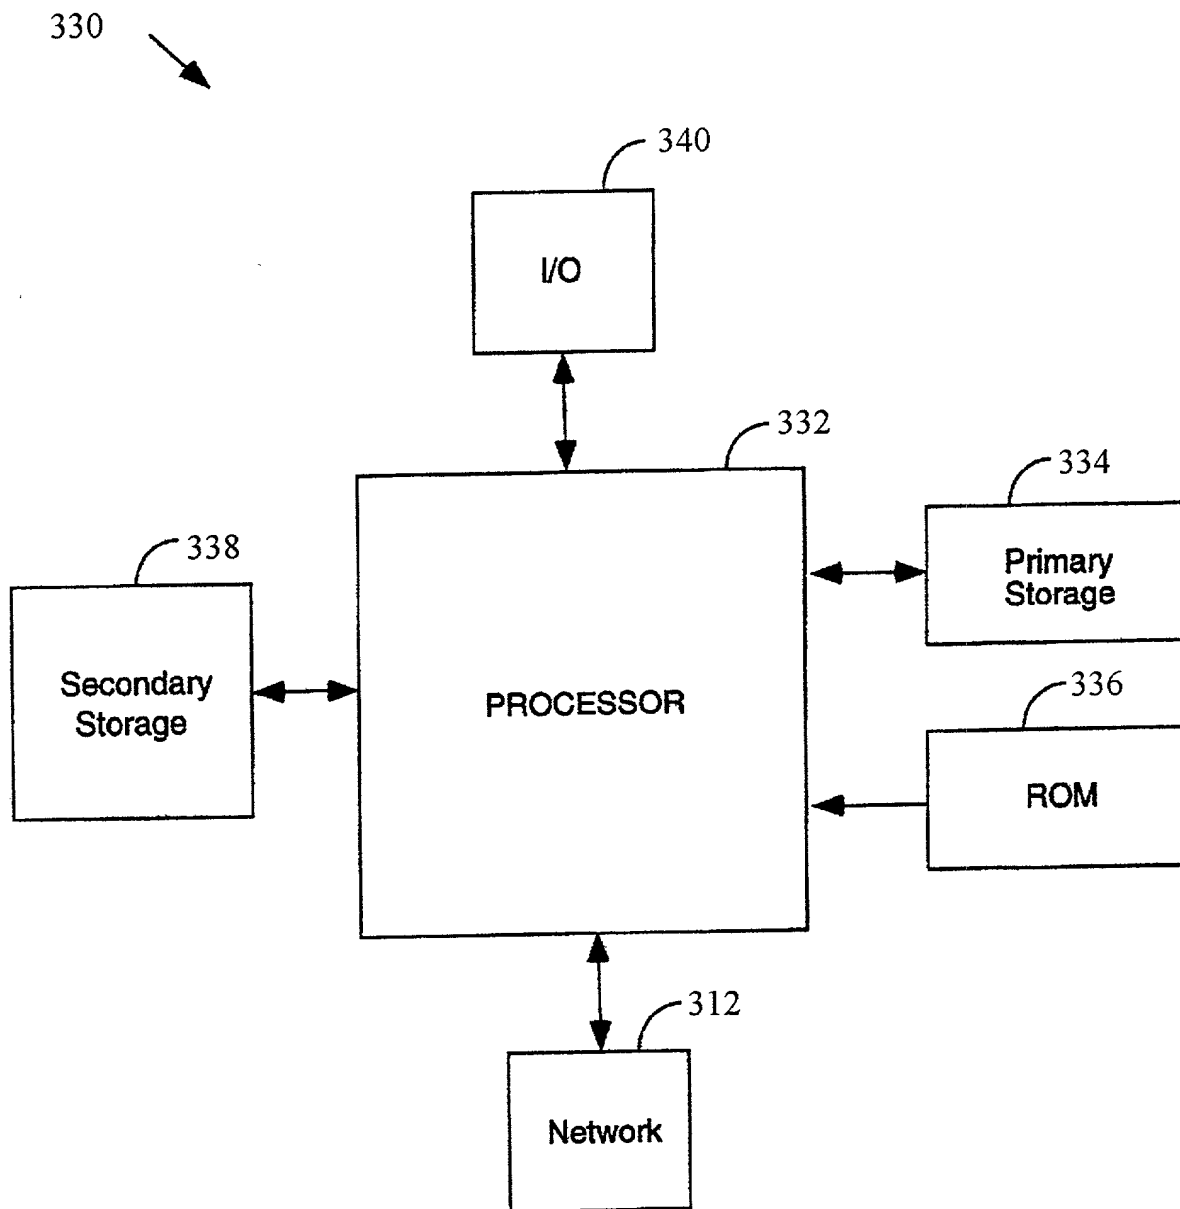 330
340
I/O
332
334
Primary
Storage
338
Secondary
Storage
PROCESSOR
336
ROM
312
Network